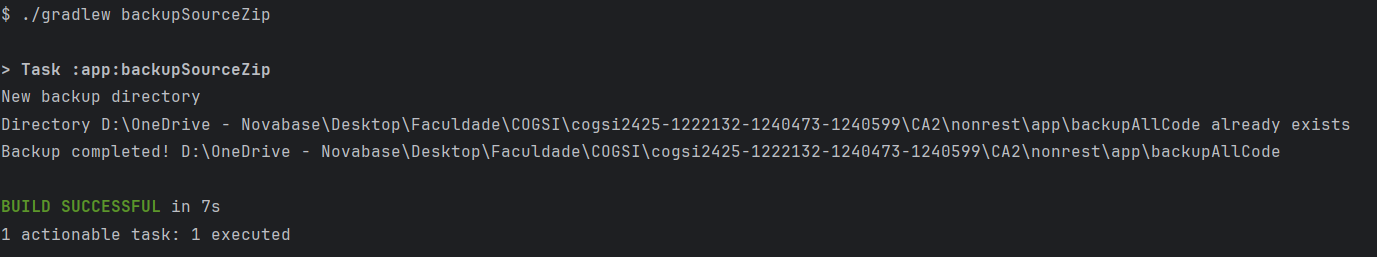 $ ./gradlew backupSourceZip
> Task :app:backupSourceZip
New backup directory
Directory D:\OneDrive - Novabase\Desktop\Faculdade\COGSI\cogsi2425-1222132-1240473-1240599\CA2\nonrest\app\backupAllCode already exists
Backup completed! D:\OneDrive - Novabase\Desktop\Faculdade\COGSI\cogsi2425-1222132-1240473-1240599\CA2\nonrest\app\backupAllCode
BUILD SUCCESSFUL in 7s
1 actionable task: 1 executed